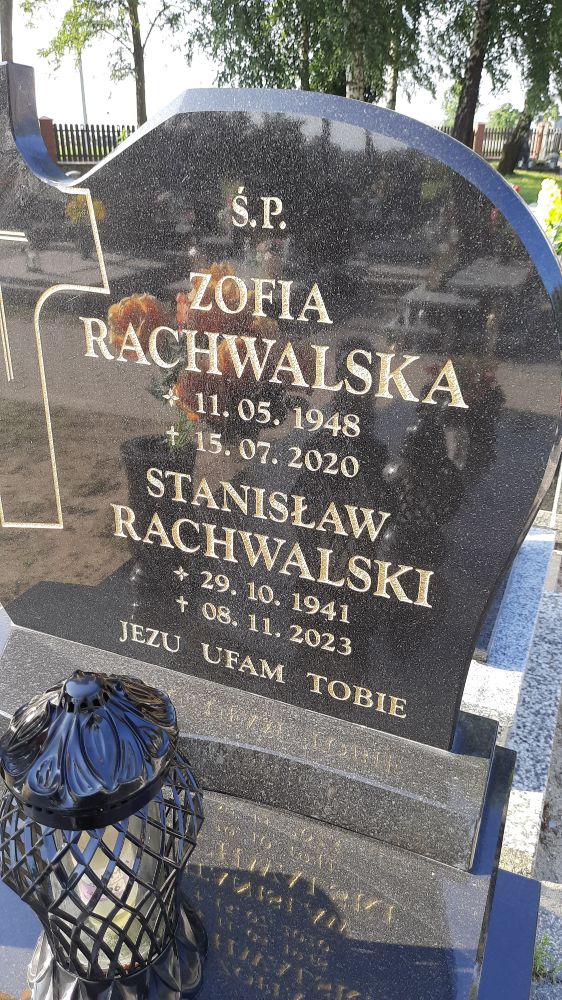 Ś.P.
ZOFIA
RACHWALSKA
11. 05. 1948
15. 07. 2020
STANISŁAW
RACHWALSKI
29. 10. 1941
08. 11. 2023
JEZU UFAM TOBIE